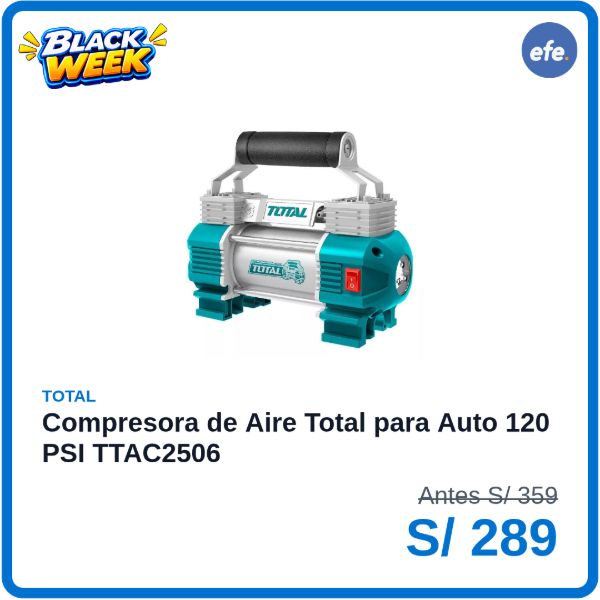 BLACK
WEEK
efe.
TOTAL
TOTAL
TOTAL
Compresora de Aire Total para Auto 120
PSI TTAC2506
Antes S/ 359
S/ 289